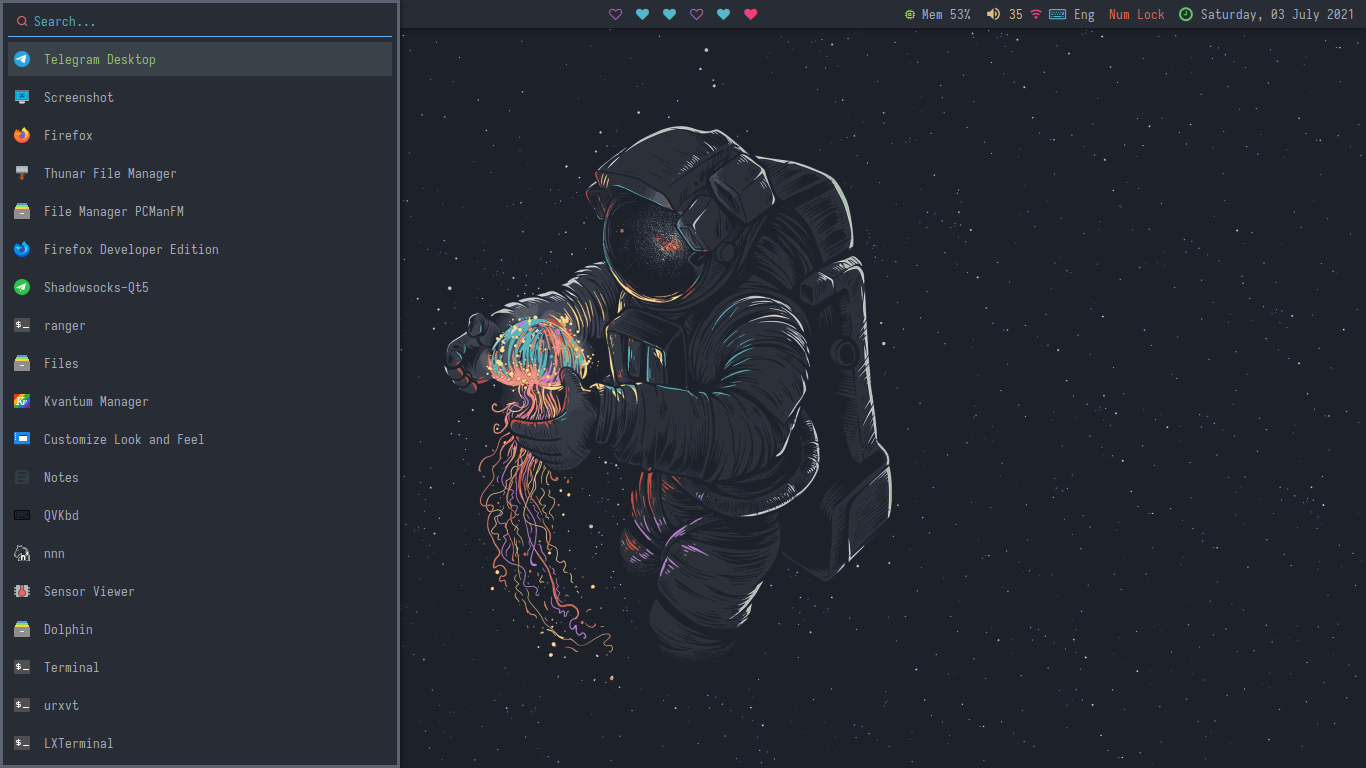 Search...
Mem 53%
35
Eng
Num Lock
Saturday, 03 July 2021
Telegram Desktop
Screenshot
Firefox
Thunar File Manager
File Manager PCManFM
Firefox Developer Edition
Shadowsocks-Qt5
$_ ranger
Files
Kv Kvantum Manager
Customize Look and Feel
Notes
QVKbd
n nnn
Sensor Viewer
Dolphin
$_ Terminal
$_ urxvt
$_ LXTerminal